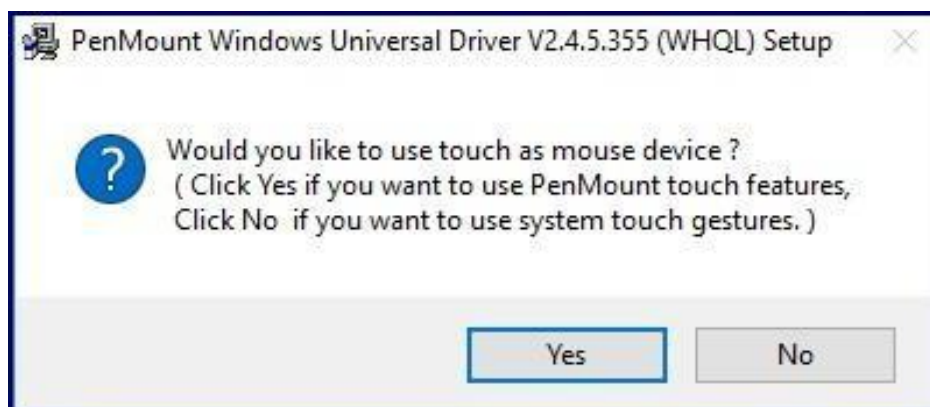 PenMount Windows Universal Driver V2.4.5.355 (WHQL) Setup
?
Would you like to use touch as mouse device ?
( Click Yes if you want to use PenMount touch features,
Click No  if you want to use system touch gestures. )
Yes
No